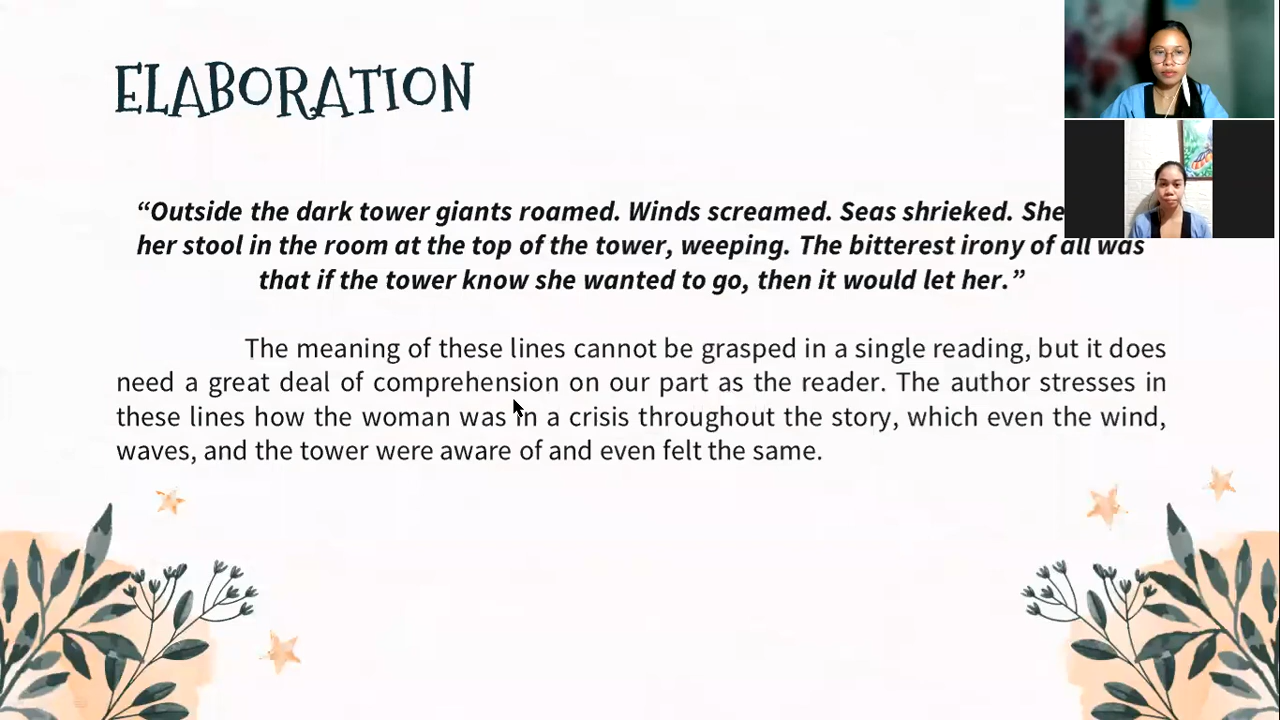 ELABORATION
“Outside the dark tower giants roamed. Winds screamed. Seas shrieked. She
her stool in the room at the top of the tower, weeping. The bitterest irony of all was
that if the tower know she wanted to go, then it would let her.”
The meaning of these lines cannot be grasped in a single reading, but it does
need a great deal of comprehension on our part as the reader. The author stresses in
these lines how the woman was in a crisis throughout the story, which even the wind,
waves, and the tower were aware of and even felt the same.